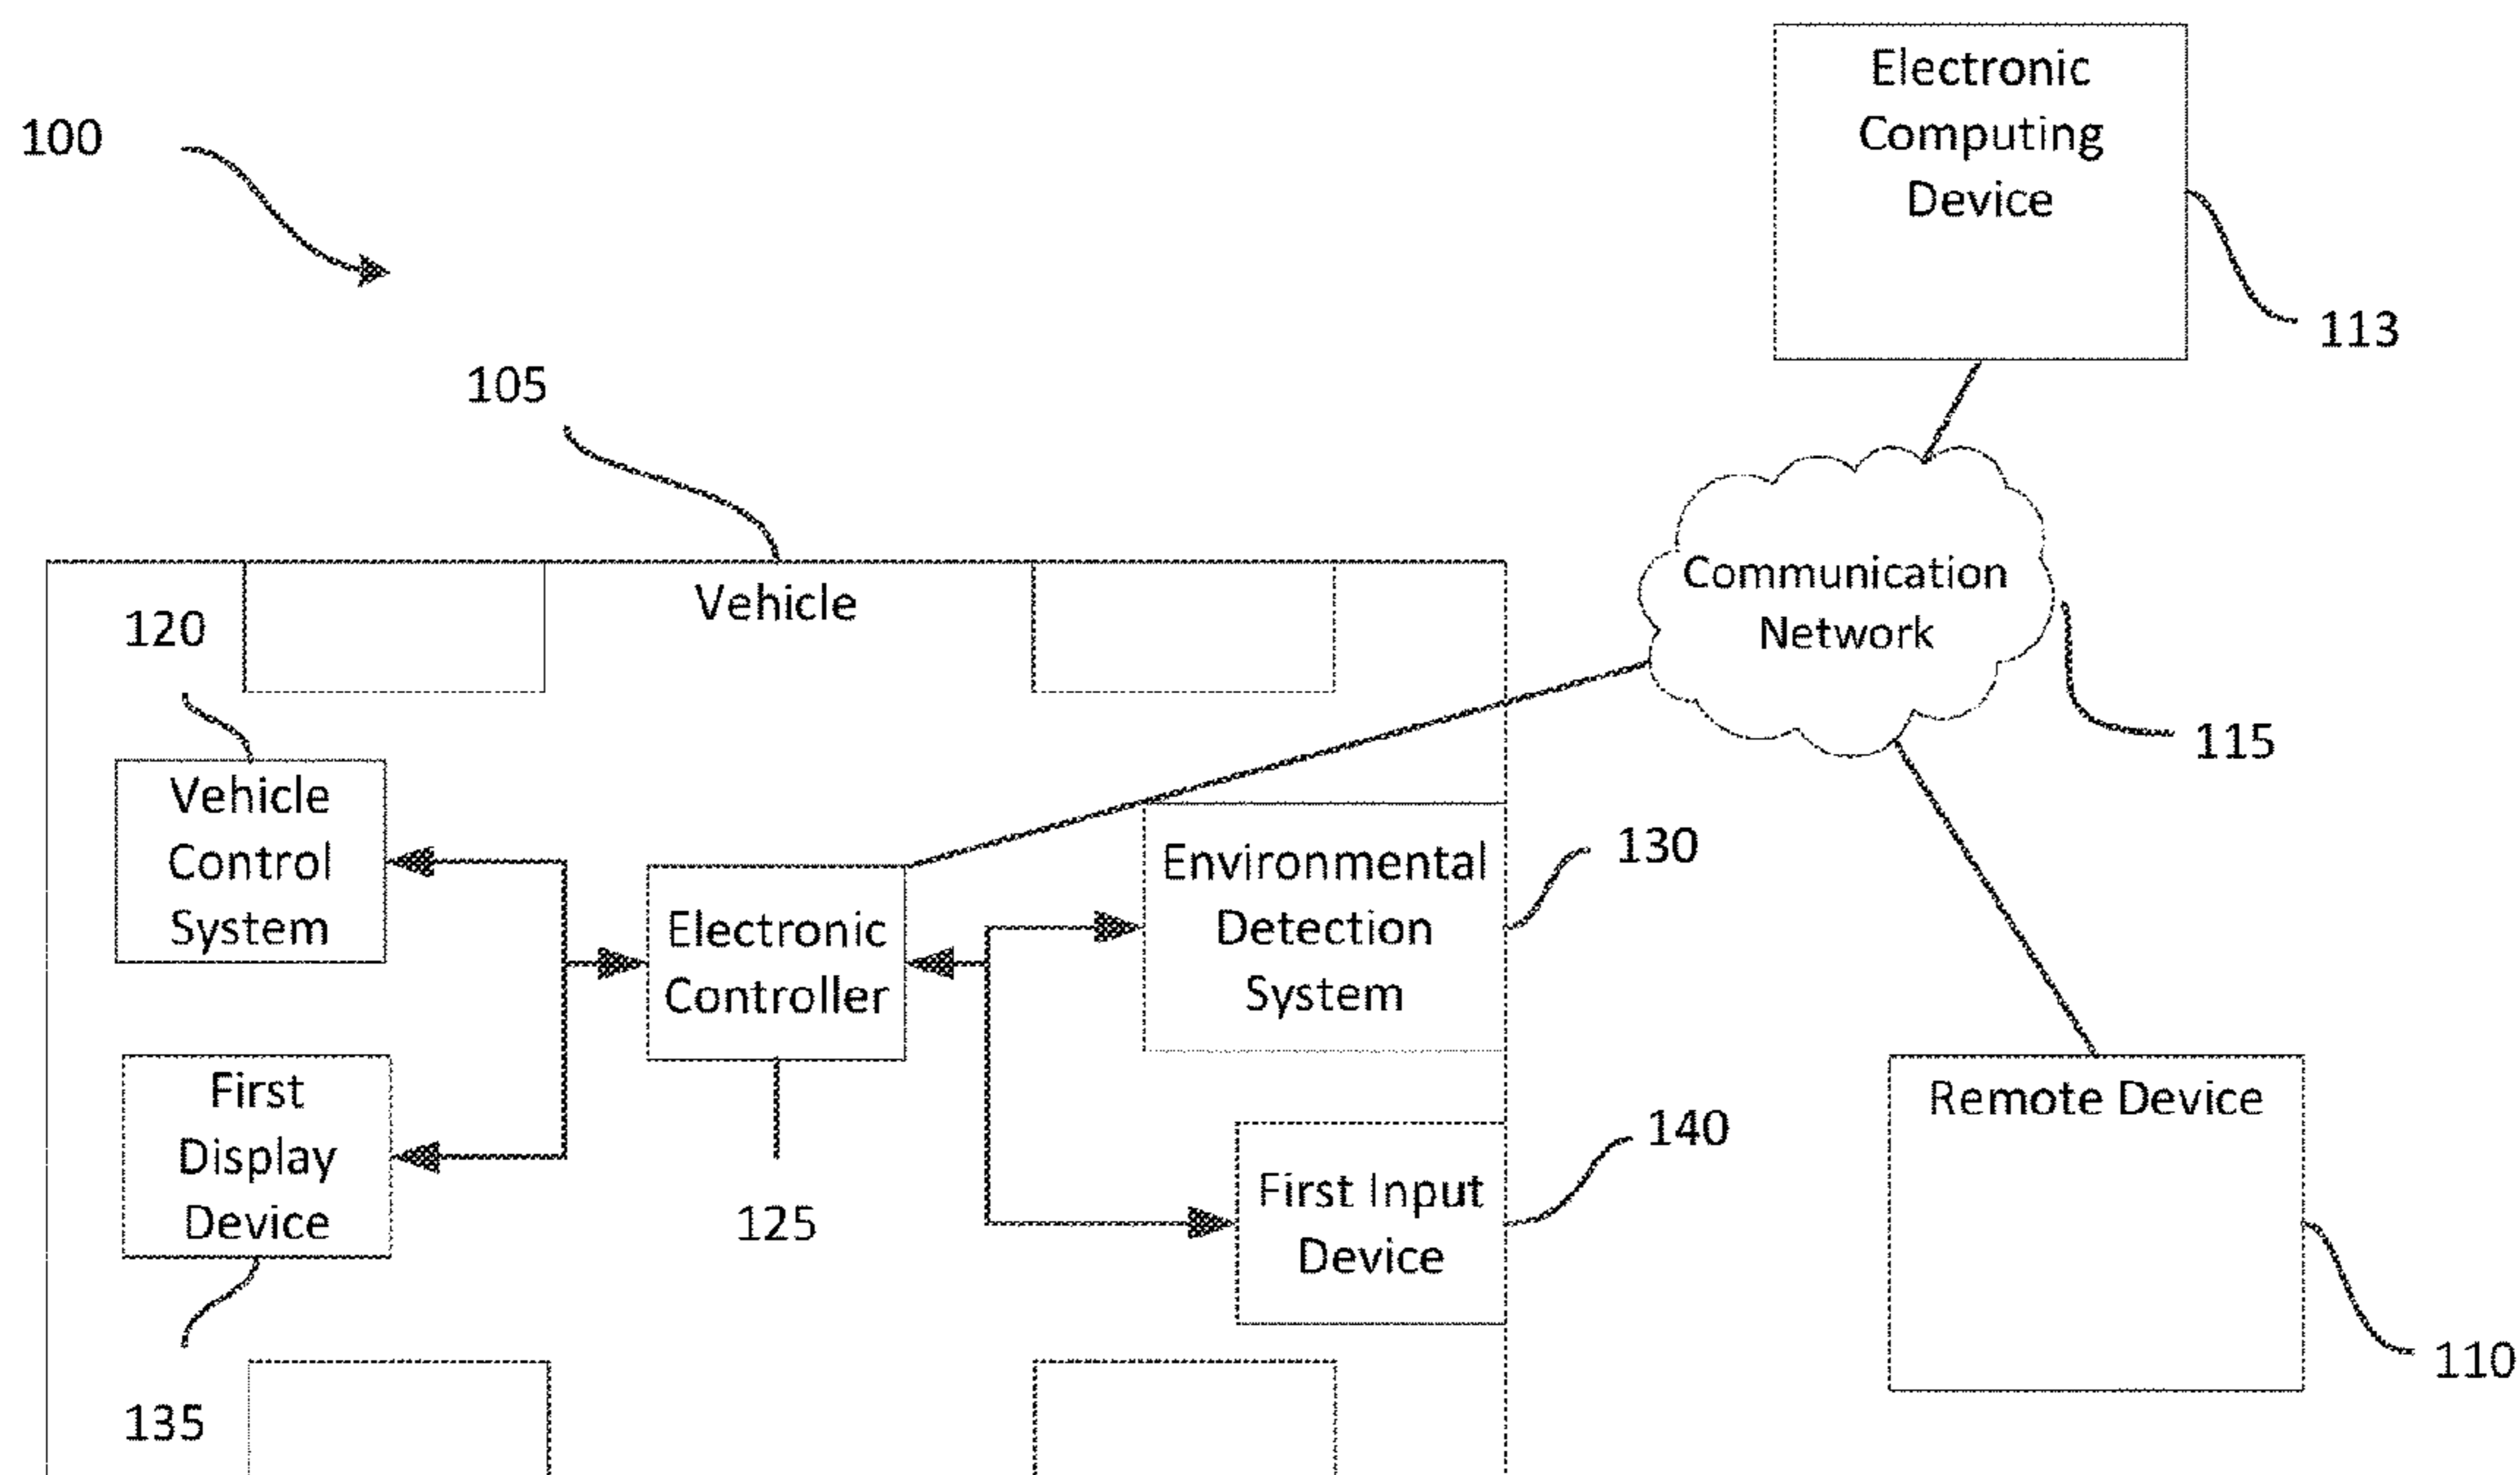 Electronic
Computing
Device
100
113
105
Communication
Network
Vehicle
120
115
Vehicle
Control
System
Environmental
Detection
System
130
Electronic
Controller
First
Display
Device
Remote Device
140
First Input
Device
125
110
135